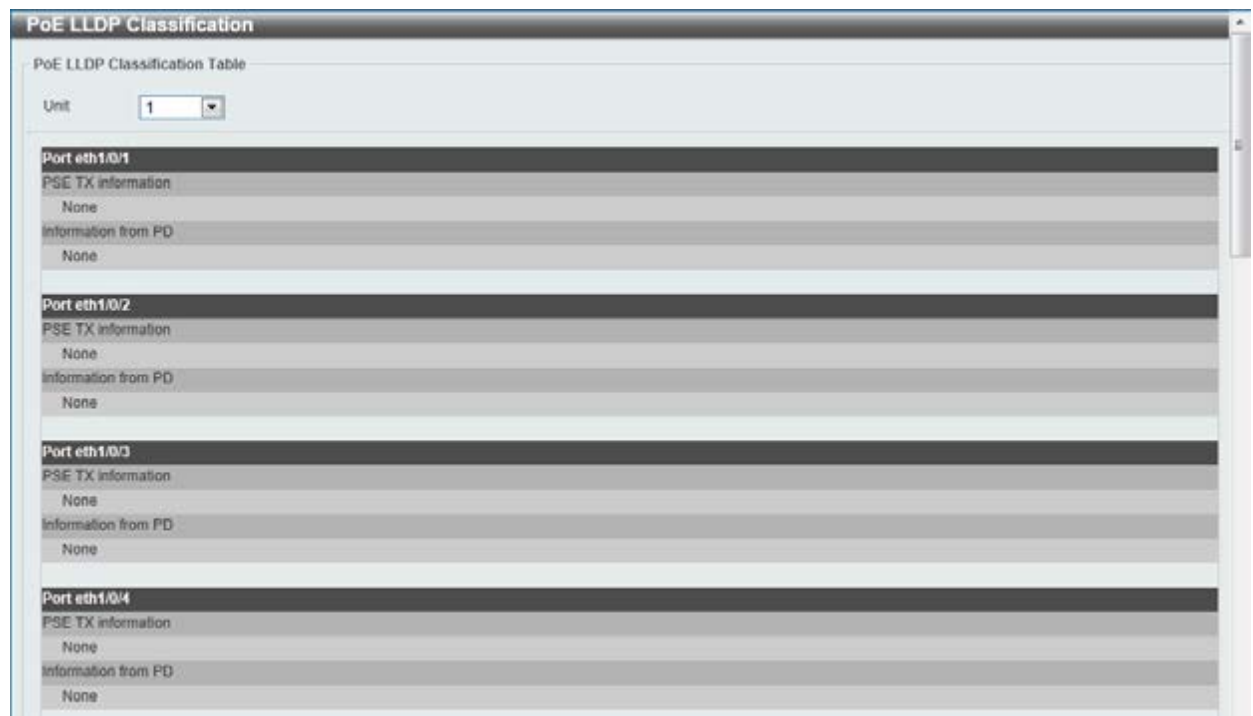 PoE LLDP Classification
PoE LLDP Classification Table
Unit 1
Port eth1/0/1
PSE TX information
None
Information from PD
None
Port eth1/0/2
PSE TX information
None
Information from PD
None
Port eth1/0/3
PSE TX information
None
Information from PD
None
Port eth1/0/4
PSE TX information
None
Information from PD
None